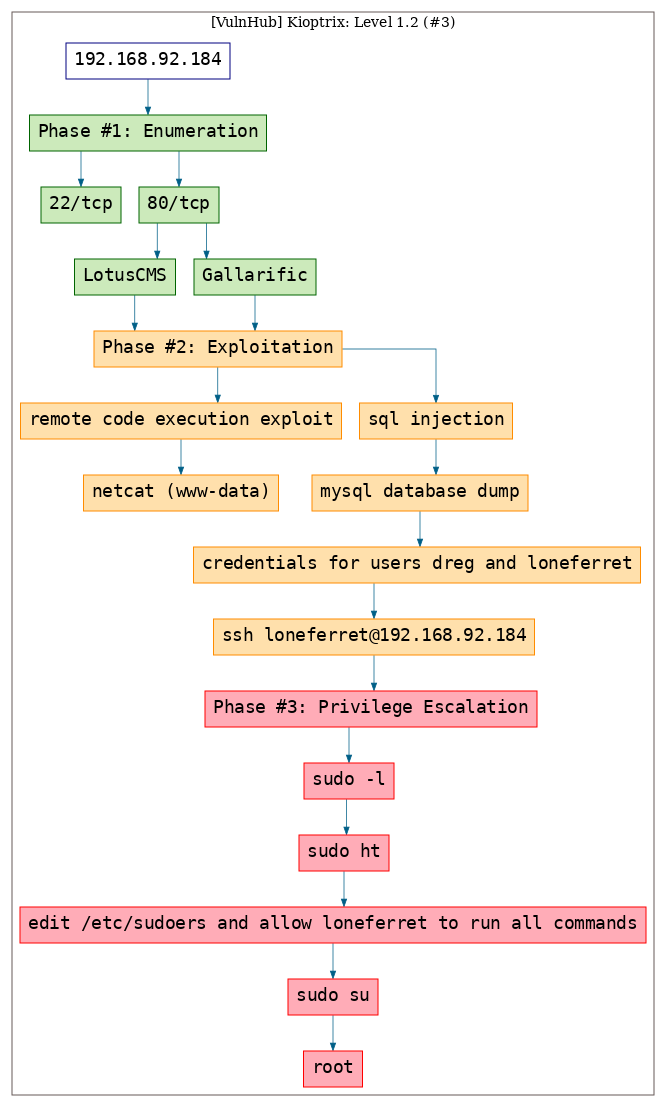 [VulnHub] Kioptrix: Level 1.2 (#3)
192.168.92.184
Phase #1: Enumeration
22/tcp
80/tcp
LotusCMS
Gallarific
Phase #2: Exploitation
remote code execution exploit
sql injection
netcat (www-data)
mysql database dump
credentials for users dreg and loneferret
ssh loneferret@192.168.92.184
Phase #3: Privilege Escalation
sudo -l
sudo ht
edit /etc/sudoers and allow loneferret to run all commands
sudo su
root